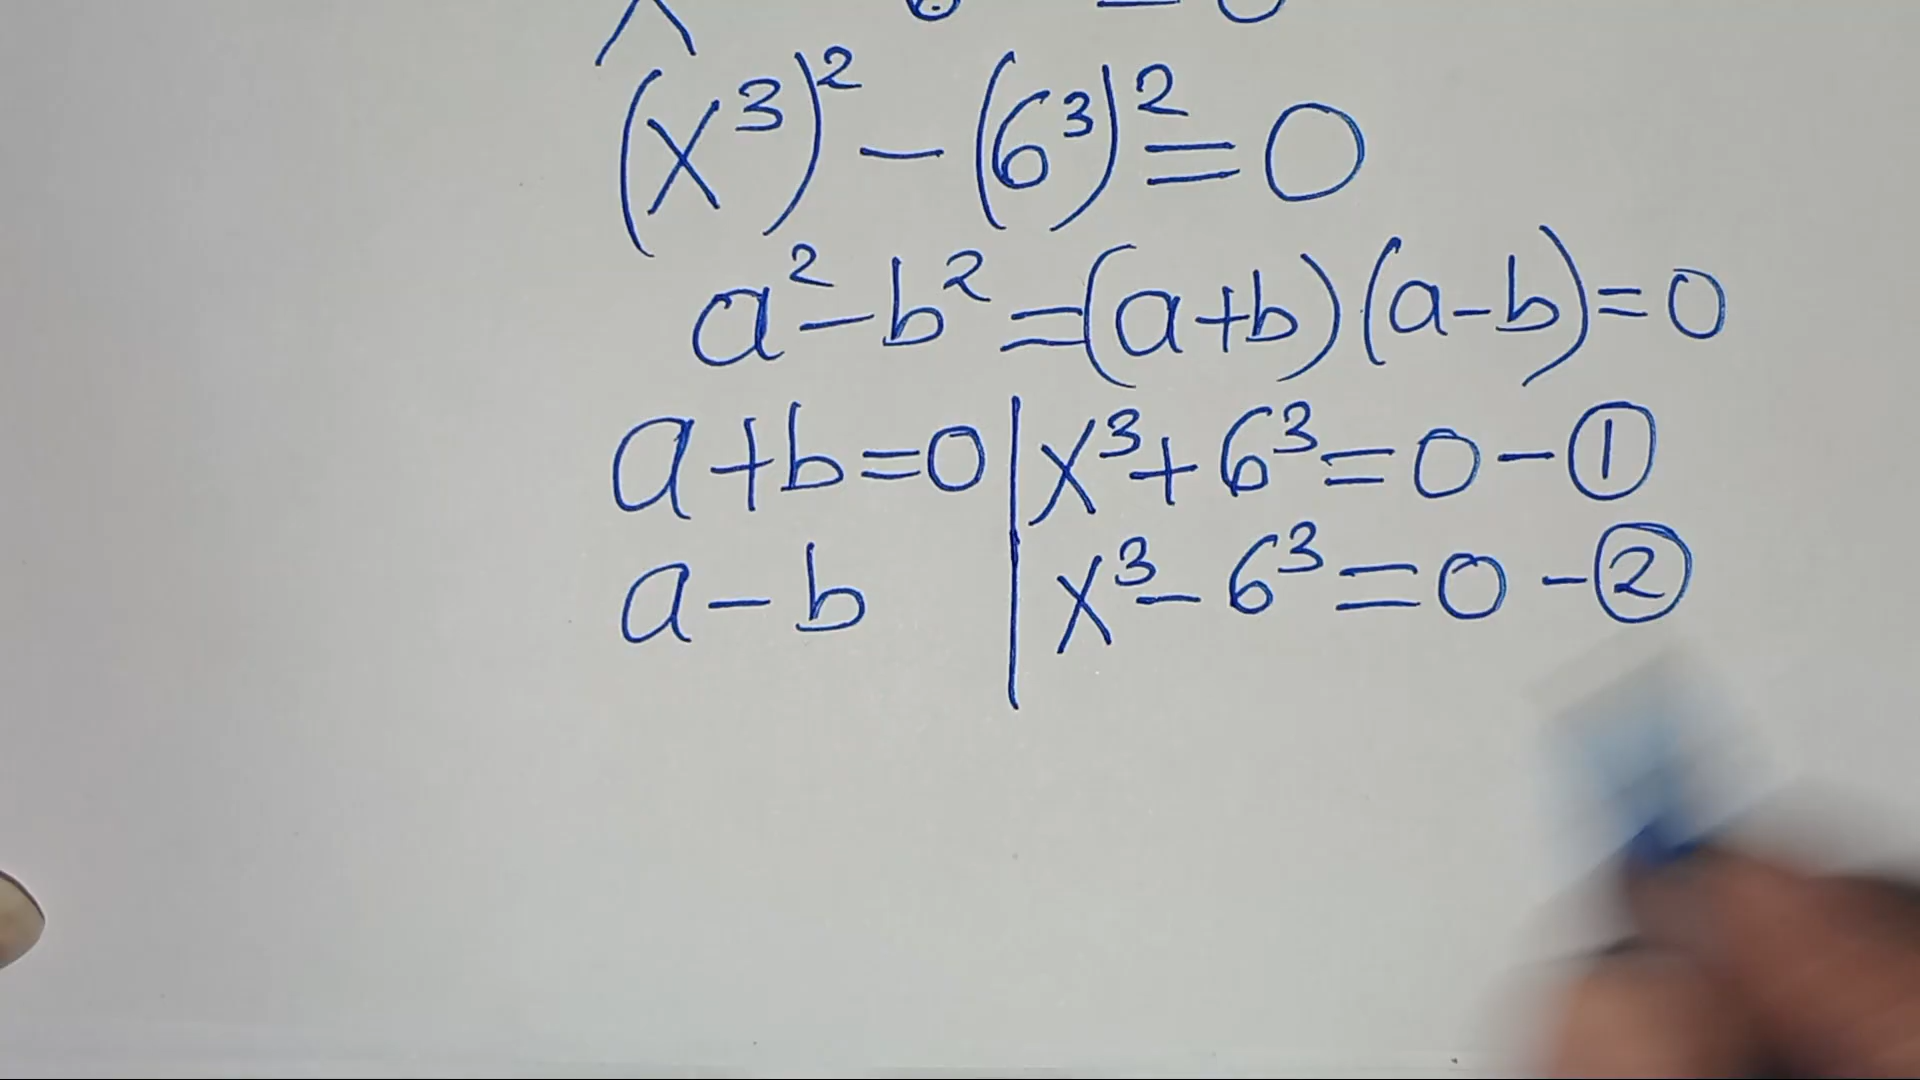 (x³)² - (6³)² = 0
a² - b² = (a+b)(a-b) = 0
a+b=0 | x³+6³=0 - ①
a-b | x³-6³=0 - ②